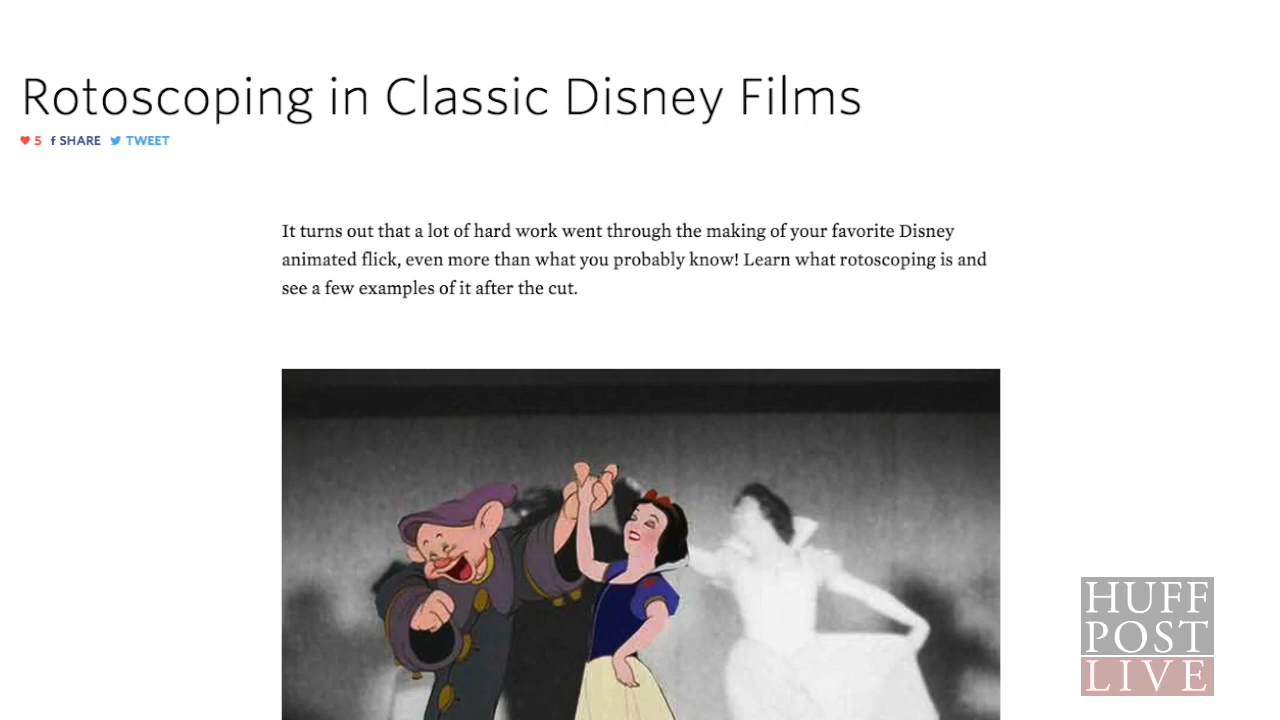 Rotoscoping in Classic Disney Films
5 f SHARE TWEET
It turns out that a lot of hard work went through the making of your favorite Disney
animated flick, even more than what you probably know! Learn what rotoscoping is and
see a few examples of it after the cut.
HUFF
POST
LIVE